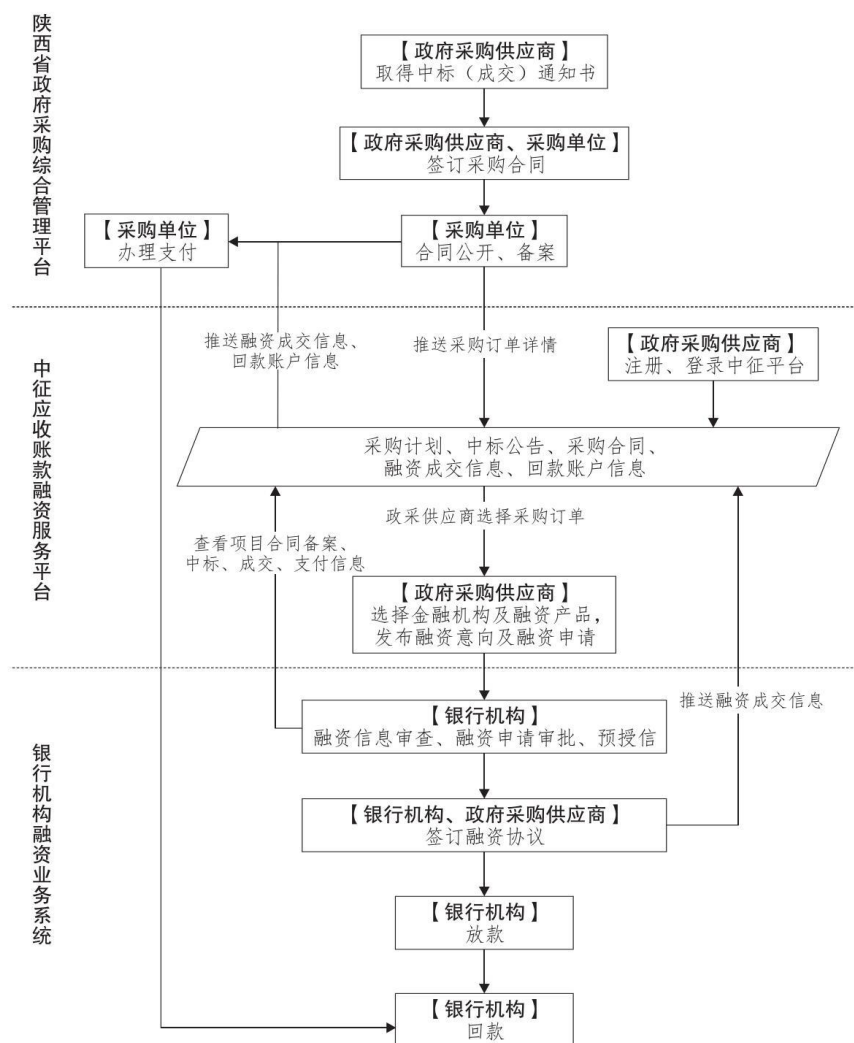 陕西省政府采购综合管理平台
【政府采购供应商】
取得中标（成交）通知书
【政府采购供应商、采购单位】
签订采购合同
【采购单位】
办理支付
【采购单位】
合同公开、备案
中征应收账款融资服务平台
推送融资成交信息、
回款账户信息
推送采购订单详情
【政府采购供应商】
注册、登录中征平台
采购计划、中标公告、采购合同、
融资成交信息、回款账户信息
政采供应商选择采购订单
查看项目合同备案、
中标、成交、支付信息
【政府采购供应商】
选择金融机构及融资产品，
发布融资意向及融资申请
银行机构融资业务系统
【银行机构】
融资信息审查、融资申请审批、预授信
推送融资成交信息
【银行机构、政府采购供应商】
签订融资协议
【银行机构】
放款
【银行机构】
回款